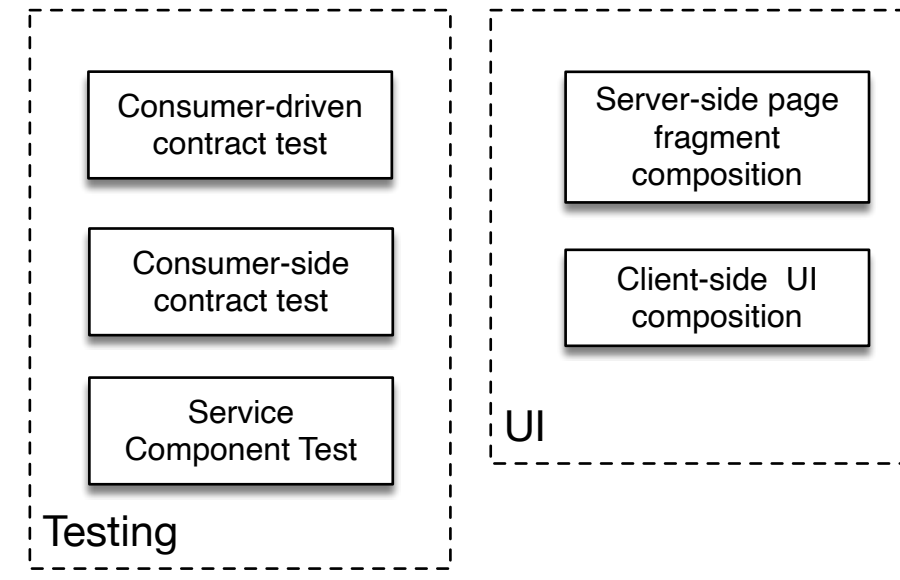 Consumer-driven
contract test
Consumer-side
contract test
Service
Component Test
Testing
Server-side page
fragment
composition
Client-side UI
composition
UI